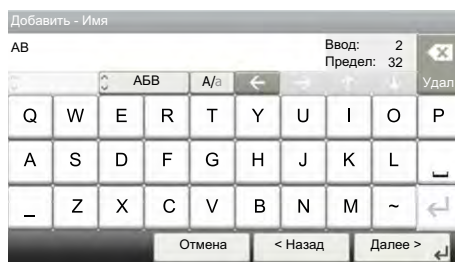 Добавить - Имя
AB Ввод: 2
Предел: 32
АБВ A/a Удал
Q W E R T Y U I O P
A S D F G H J K L
_ Z X C V B N M ~
Отмена < Назад Далее >